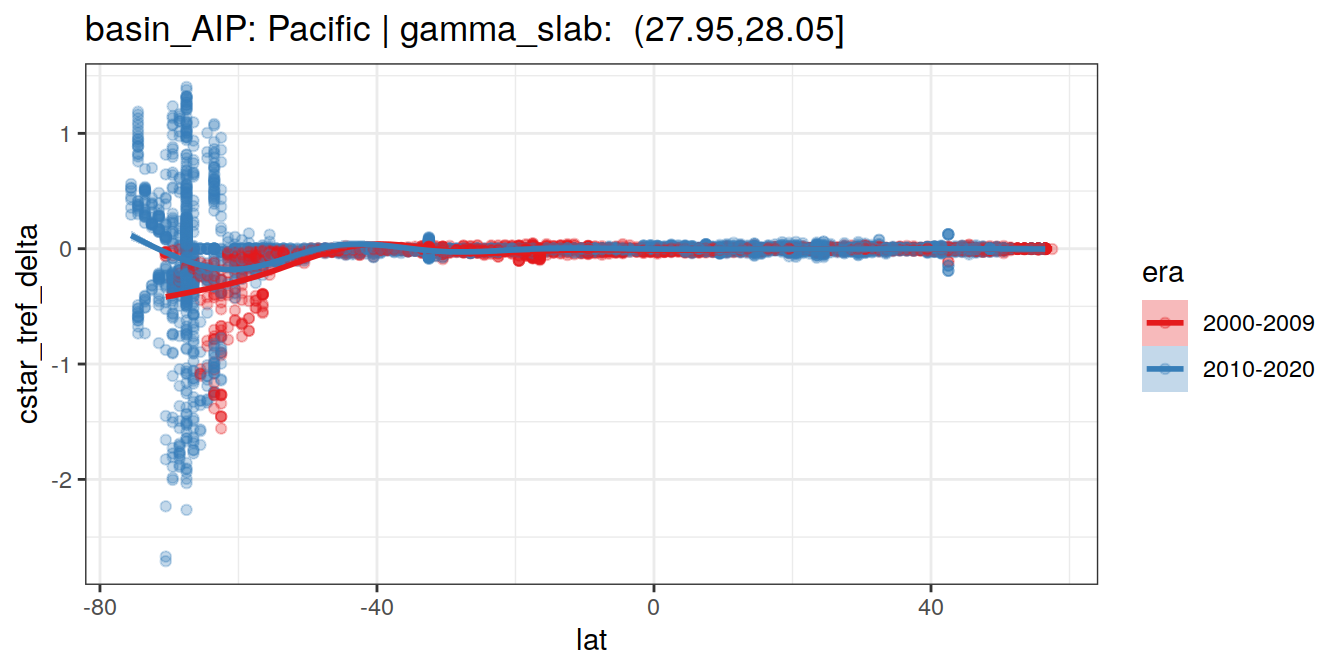 basin_AIP: Pacific | gamma_slab:  (27.95,28.05]
cstar_tref_delta
1
0
-1
-2
-80
-40
0
40
lat
era
2000-2009
2010-2020